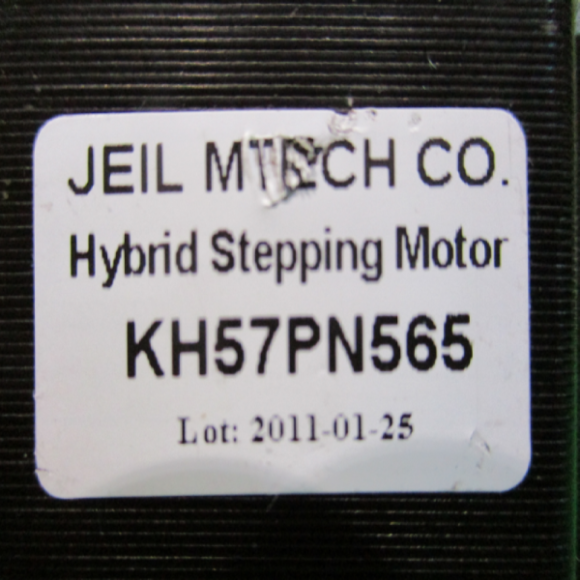 JEIL MTECH CO.
Hybrid Stepping Motor
KH57PN565
Lot: 2011-01-25